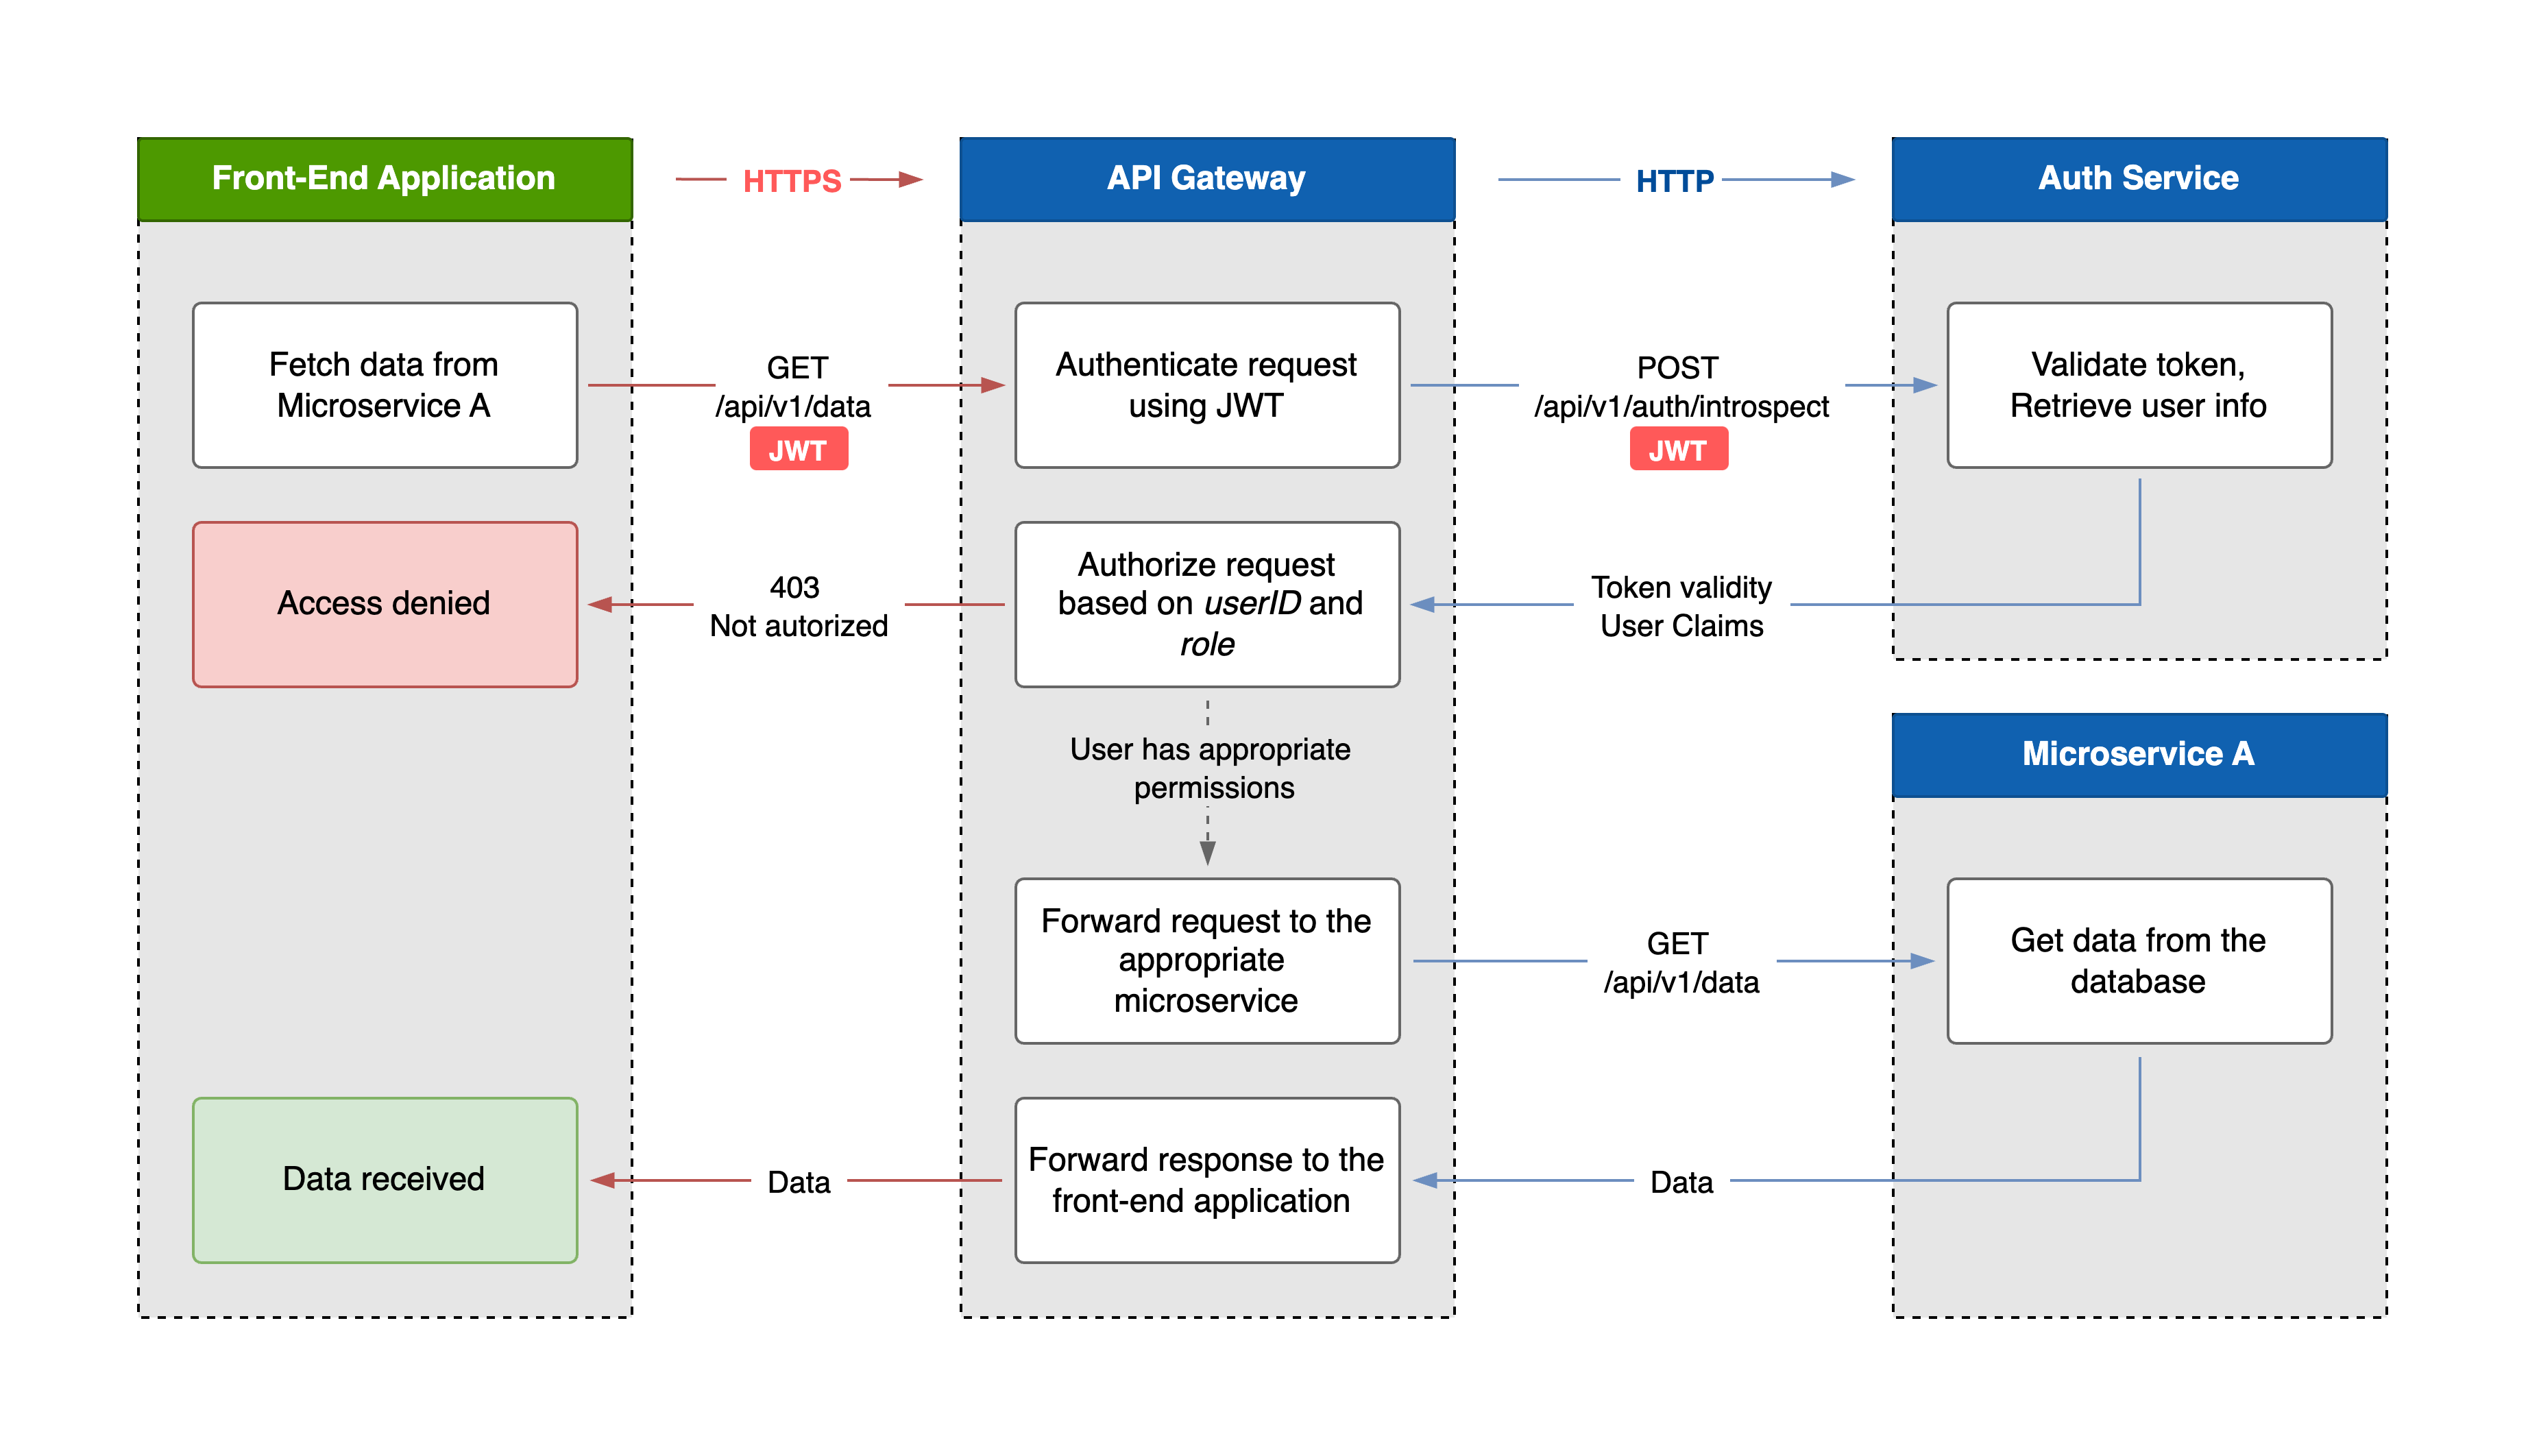 Front-End Application
HTTPS
API Gateway
HTTP
Auth Service
Fetch data from
Microservice A
GET
/api/v1/data
JWT
Authenticate request
using JWT
POST
/api/v1/auth/introspect
JWT
Validate token,
Retrieve user info
Access denied
403
Not autorized
Authorize request
based on userID and
role
Token validity
User Claims
User has appropriate
permissions
Microservice A
Forward request to the
appropriate
microservice
GET
/api/v1/data
Get data from the
database
Data received
Data
Forward response to the
front-end application
Data